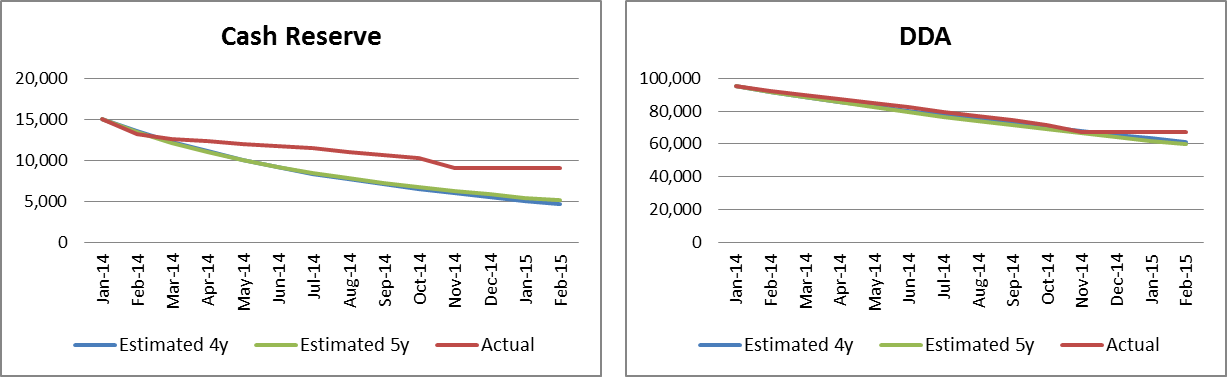 Cash Reserve
20,000
15,000
10,000
5,000
0
Jan-14
Feb-14
Mar-14
Apr-14
May-14
Jun-14
Jul-14
Aug-14
Sep-14
Oct-14
Nov-14
Dec-14
Jan-15
Feb-15
Estimated 4y Estimated 5y Actual
DDA
100,000
80,000
60,000
40,000
20,000
0
Jan-14
Feb-14
Mar-14
Apr-14
May-14
Jun-14
Jul-14
Aug-14
Sep-14
Oct-14
Nov-14
Dec-14
Jan-15
Feb-15
Estimated 4y Estimated 5y Actual